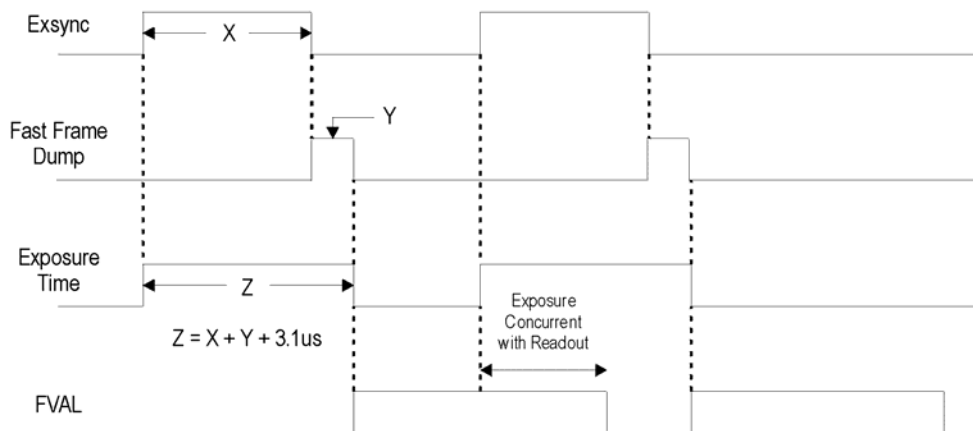 Exsync
X
Y
Fast Frame
Dump
Exposure
Time
Z
Z = X + Y + 3.1us
Exposure
Concurrent
with Readout
FVAL